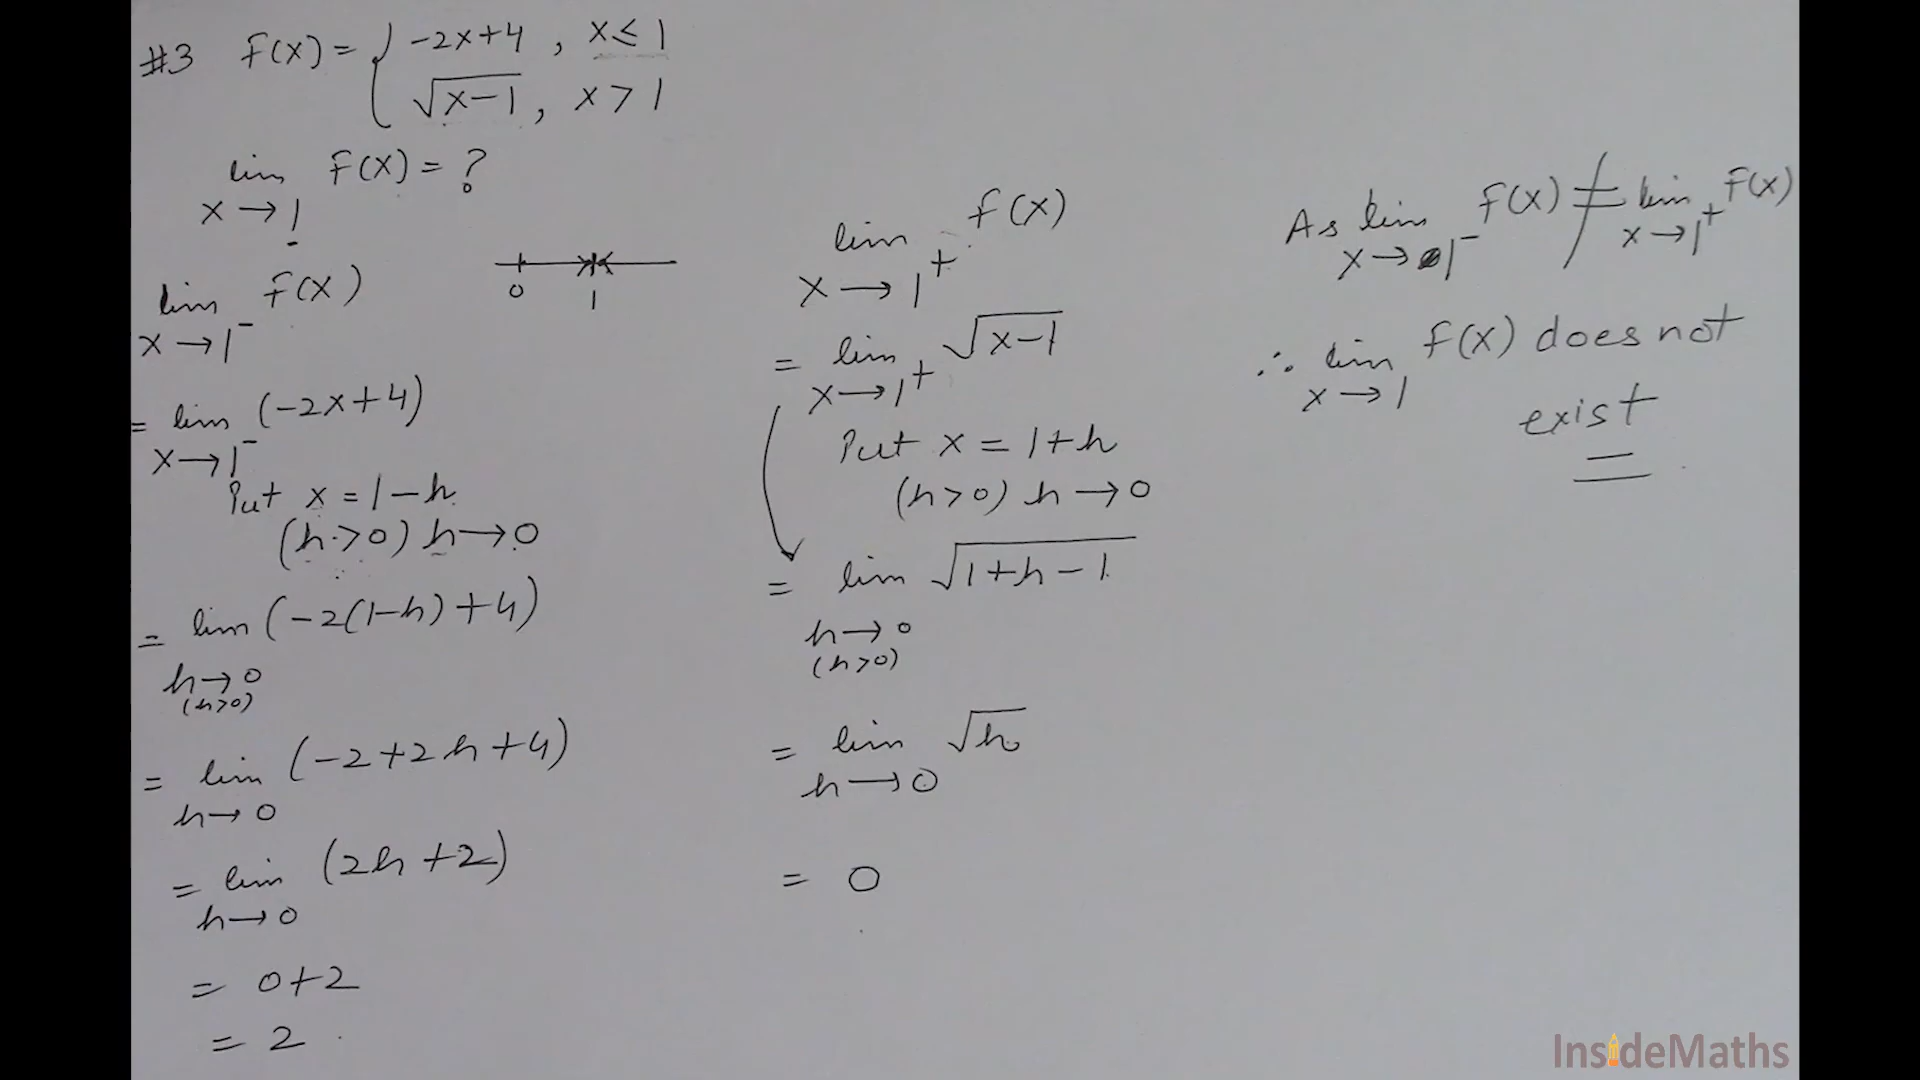 #3 f(x) = { -2x+4 , x ≤ 1
√(x-1) , x > 1
lim f(x) = ?
x → 1
0 1
lim f(x)
x → 1⁻
= lim (-2x+4)
x → 1⁻
Put x = 1-h
(h>0) h → 0
= lim (-2(1-h)+4)
h → 0
(h>0)
= lim (-2+2h+4)
h → 0
= lim (2h+2)
h → 0
= 0+2
= 2
lim f(x)
x → 1⁺
= lim √(x-1)
x → 1⁺
Put x = 1+h
(h>0) h → 0
= lim √(1+h-1)
h → 0
(h>0)
= lim √h
h → 0
= 0
As lim f(x) ≠ lim f(x)
x → 1⁻ x → 1⁺
∴ lim f(x) does not
x → 1
exist
InsideMaths